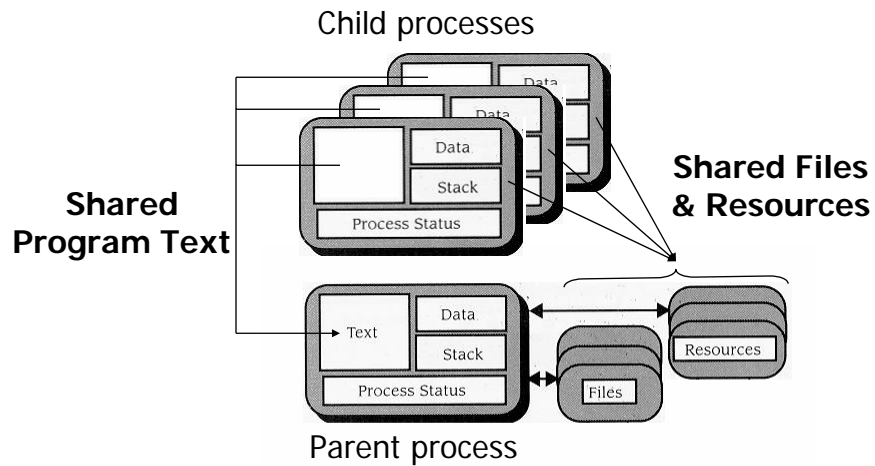 Child processes
Data
Data
Data
Stack
Process Status
Shared Files
& Resources
Shared
Program Text
Text
Data
Stack
Process Status
Resources
Files
Parent process